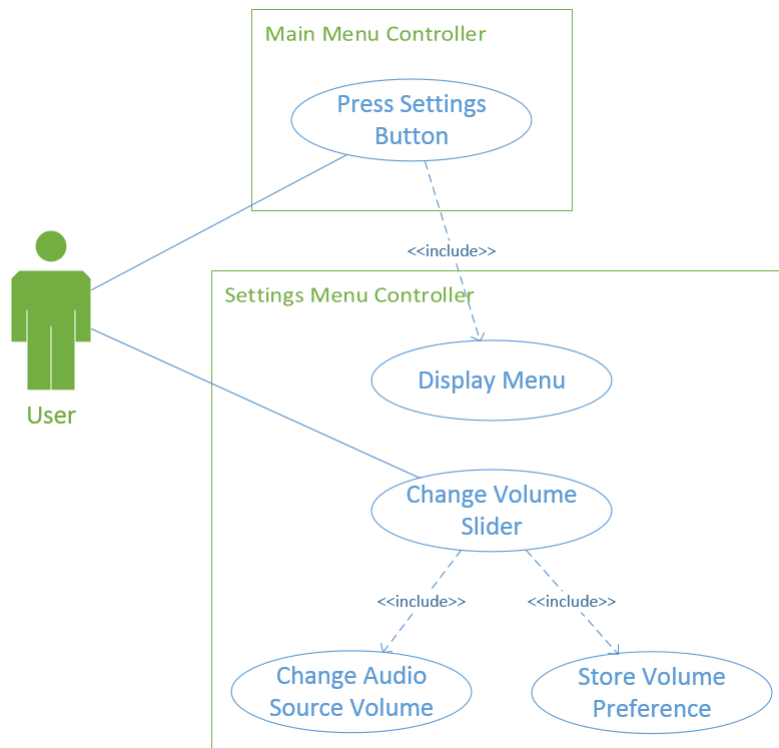 Main Menu Controller
Press Settings
Button
<<include>>
Settings Menu Controller
Display Menu
User
Change Volume
Slider
<<include>>
<<include>>
Change Audio
Source Volume
Store Volume
Preference